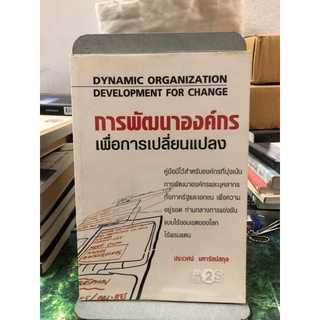 DYNAMIC ORGANIZATION
DEVELOPMENT FOR CHANGE
การพัฒนาองค์กร
เพื่อการเปลี่ยนแปลง
คู่มือมีไว้สำหรับองค์กรที่มุ่งเน้น
การพัฒนาองค์กรและบุคลากร
ทั้งภาครัฐและเอกชน เพื่อความ
อยู่รอด ท่ามกลางการแข่งขัน
แบบไร้ขอบเขตของโลก
ไร้พรมแดน
ประเวศน์ มหารัตน์สกุล
B2S